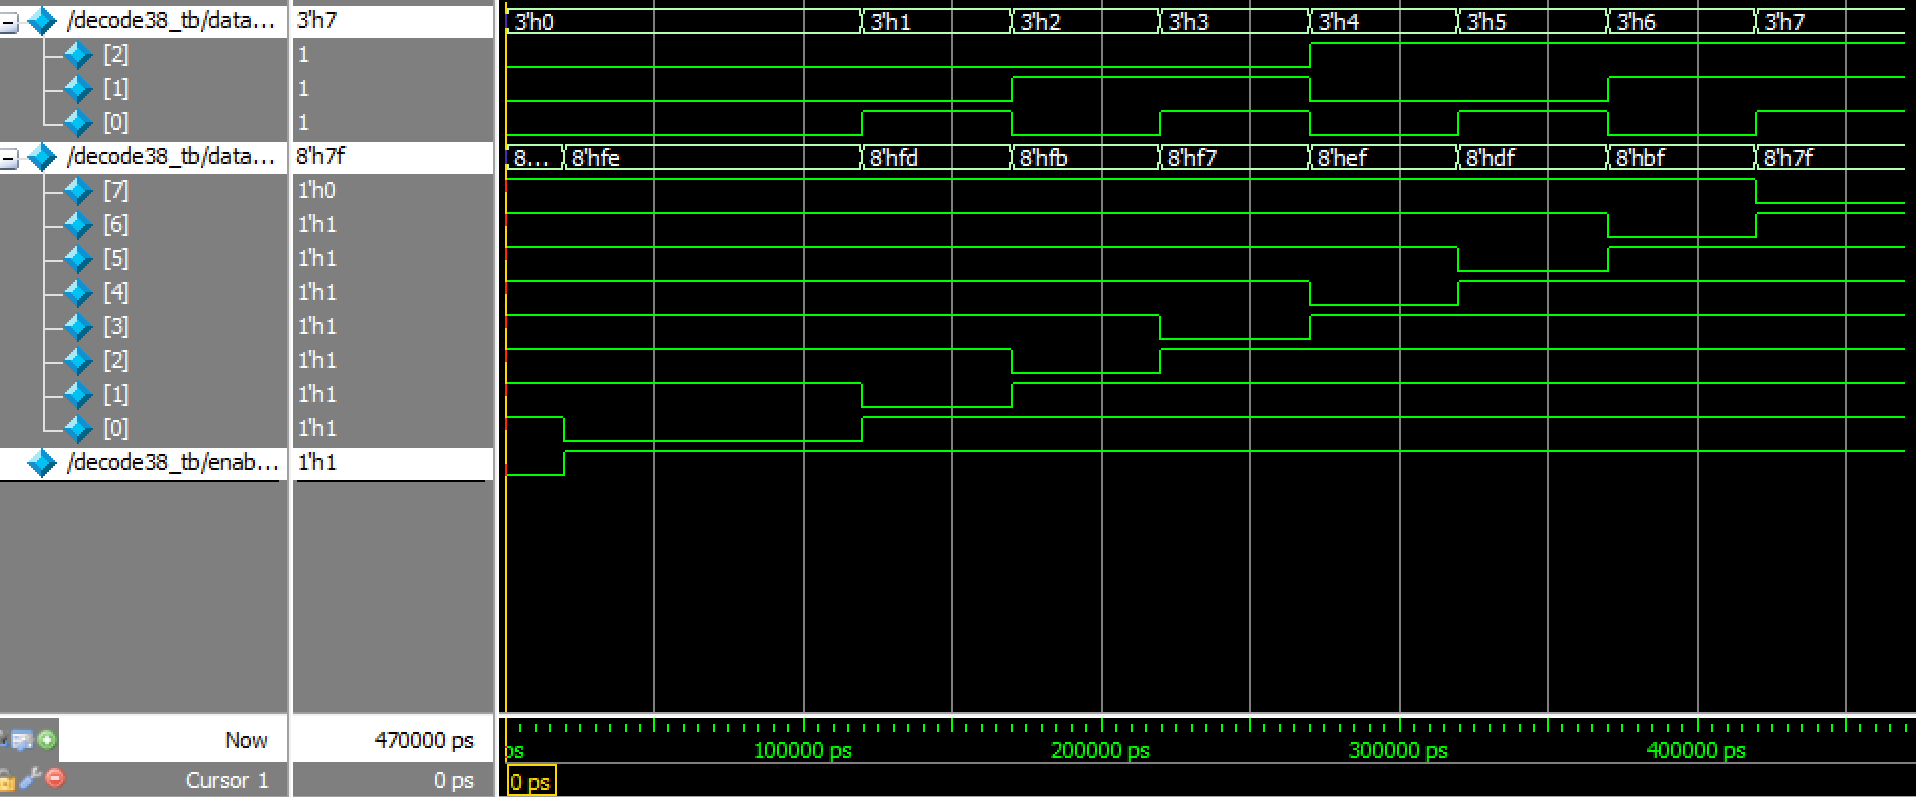 /decode38_tb/data... 3'h7 3'h0 3'h1 3'h2 3'h3 3'h4 3'h5 3'h6 3'h7
[2] 1
[1] 1
[0] 1
/decode38_tb/data... 8'h7f 8... 8'hfe 8'hfd 8'hfb 8'hf7 8'hef 8'hdf 8'hbf 8'h7f
[7] 1'h0
[6] 1'h1
[5] 1'h1
[4] 1'h1
[3] 1'h1
[2] 1'h1
[1] 1'h1
[0] 1'h1
/decode38_tb/enab... 1'h1
Now 470000 ps ps 100000 ps 200000 ps 300000 ps 400000 ps
Cursor 1 0 ps 0 ps